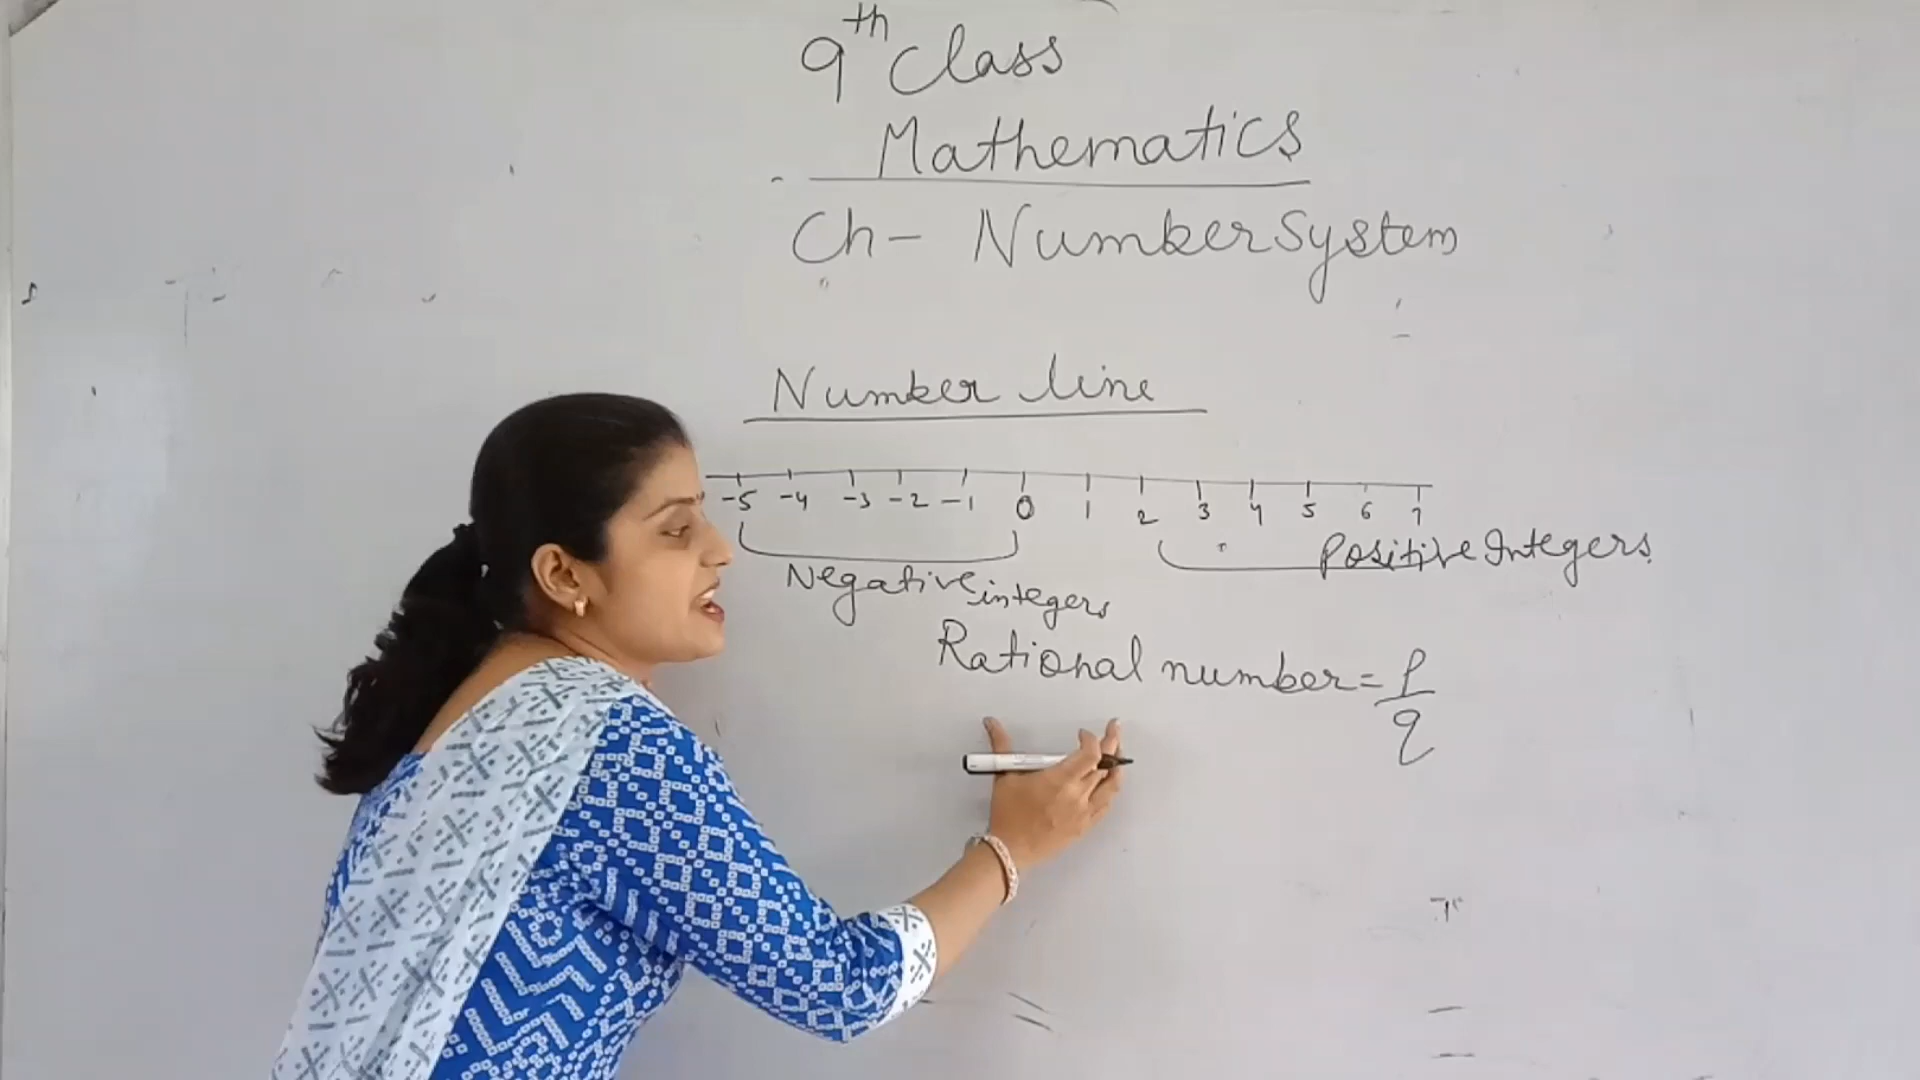 9th Class
Mathematics
Ch- Number System
Number line
-5 -4 -3 -2 -1 0 1 2 3 4 5 6 7
Negative integers
Positive Integers
Rational number = p/q